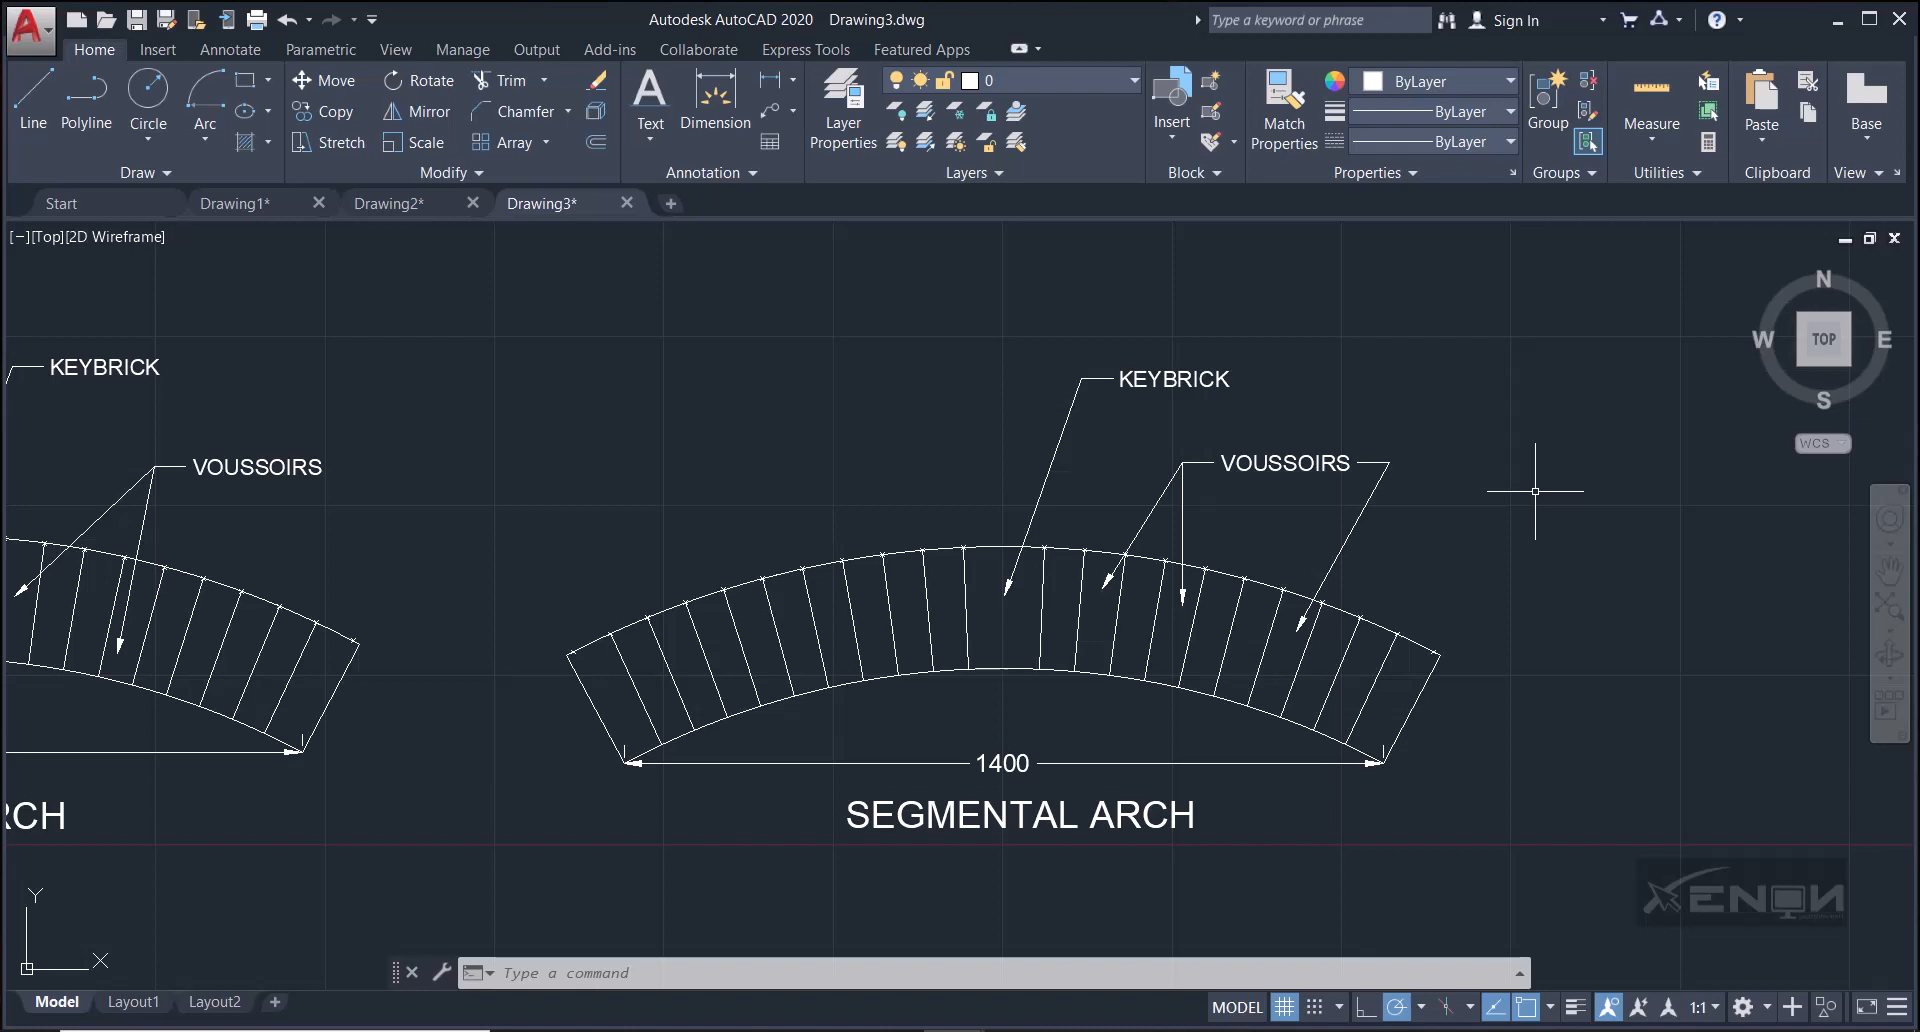 Autodesk AutoCAD 2020 Drawing3.dwg
Type a keyword or phrase
Sign In
Home Insert Annotate Parametric View Manage Output Add-ins Collaborate Express Tools Featured Apps
Line
Polyline
Circle
Arc
Move Rotate Trim
Copy Mirror Chamfer
Stretch Scale Array
Text
Dimension
Layer
Properties
0
Insert
Match
Properties
ByLayer
ByLayer
ByLayer
Group
Measure
Paste
Base
Draw Modify Annotation Layers Block Properties Groups Utilities Clipboard View
Start Drawing1* Drawing2* Drawing3*
[−][Top][2D Wireframe]
N
W TOP E
S
WCS
KEYBRICK
VOUSSOIRS
RCH
KEYBRICK
VOUSSOIRS
1400
SEGMENTAL ARCH
XENON
Y
X
Type a command
Model Layout1 Layout2
MODEL 1:1